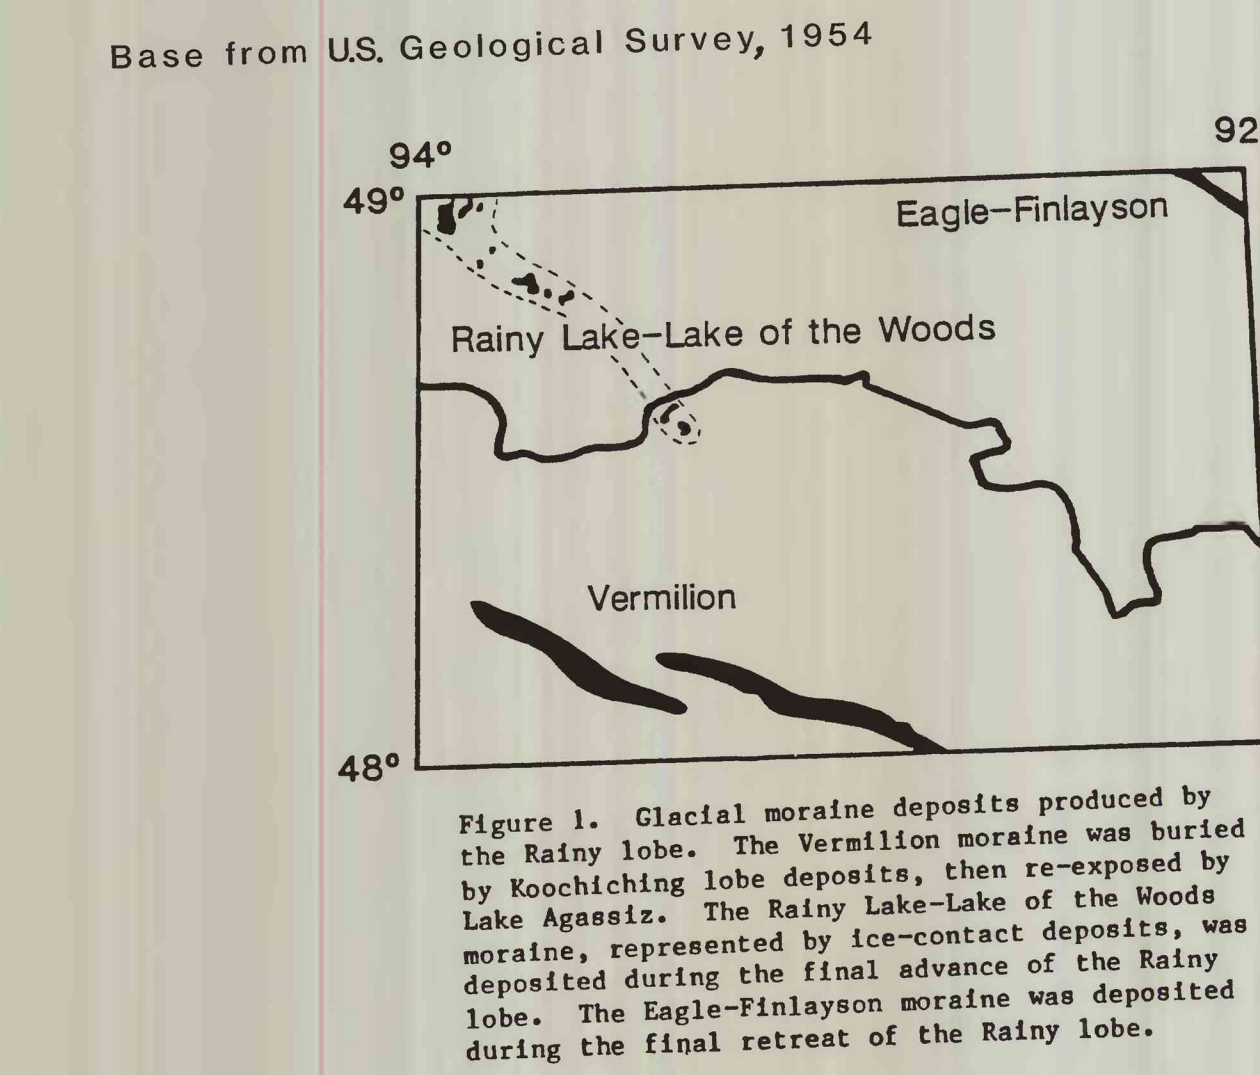 Base from U.S. Geological Survey, 1954
94° 92
49°
Eagle-Finlayson
Rainy Lake-Lake of the Woods
Vermilion
48°
Figure 1. Glacial moraine deposits produced by
the Rainy lobe. The Vermilion moraine was buried
by Koochiching lobe deposits, then re-exposed by
Lake Agassiz. The Rainy Lake-Lake of the Woods
moraine, represented by ice-contact deposits, was
deposited during the final advance of the Rainy
lobe. The Eagle-Finlayson moraine was deposited
during the final retreat of the Rainy lobe.